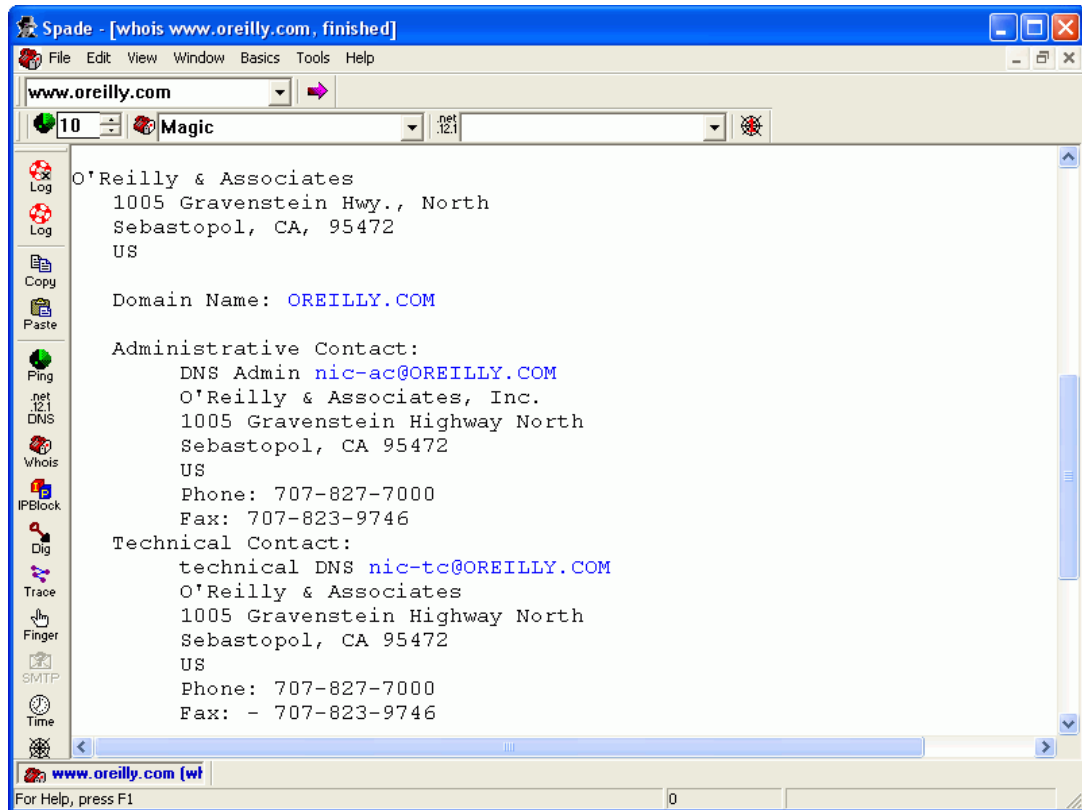 Spade - [whois www.oreilly.com, finished]
File Edit View Window Basics Tools Help
www.oreilly.com
10 Magic .net .12.1
Log
Log
Copy
Paste
Ping
.net
.12.1
DNS
Whois
IP
IPBlock
Dig
Trace
Finger
SMTP
Time
O'Reilly & Associates
1005 Gravenstein Hwy., North
Sebastopol, CA, 95472
US
Domain Name: OREILLY.COM
Administrative Contact:
DNS Admin nic-ac@OREILLY.COM
O'Reilly & Associates, Inc.
1005 Gravenstein Highway North
Sebastopol, CA 95472
US
Phone: 707-827-7000
Fax: 707-823-9746
Technical Contact:
technical DNS nic-tc@OREILLY.COM
O'Reilly & Associates
1005 Gravenstein Highway North
Sebastopol, CA 95472
US
Phone: 707-827-7000
Fax: - 707-823-9746
www.oreilly.com (wh
For Help, press F1
0